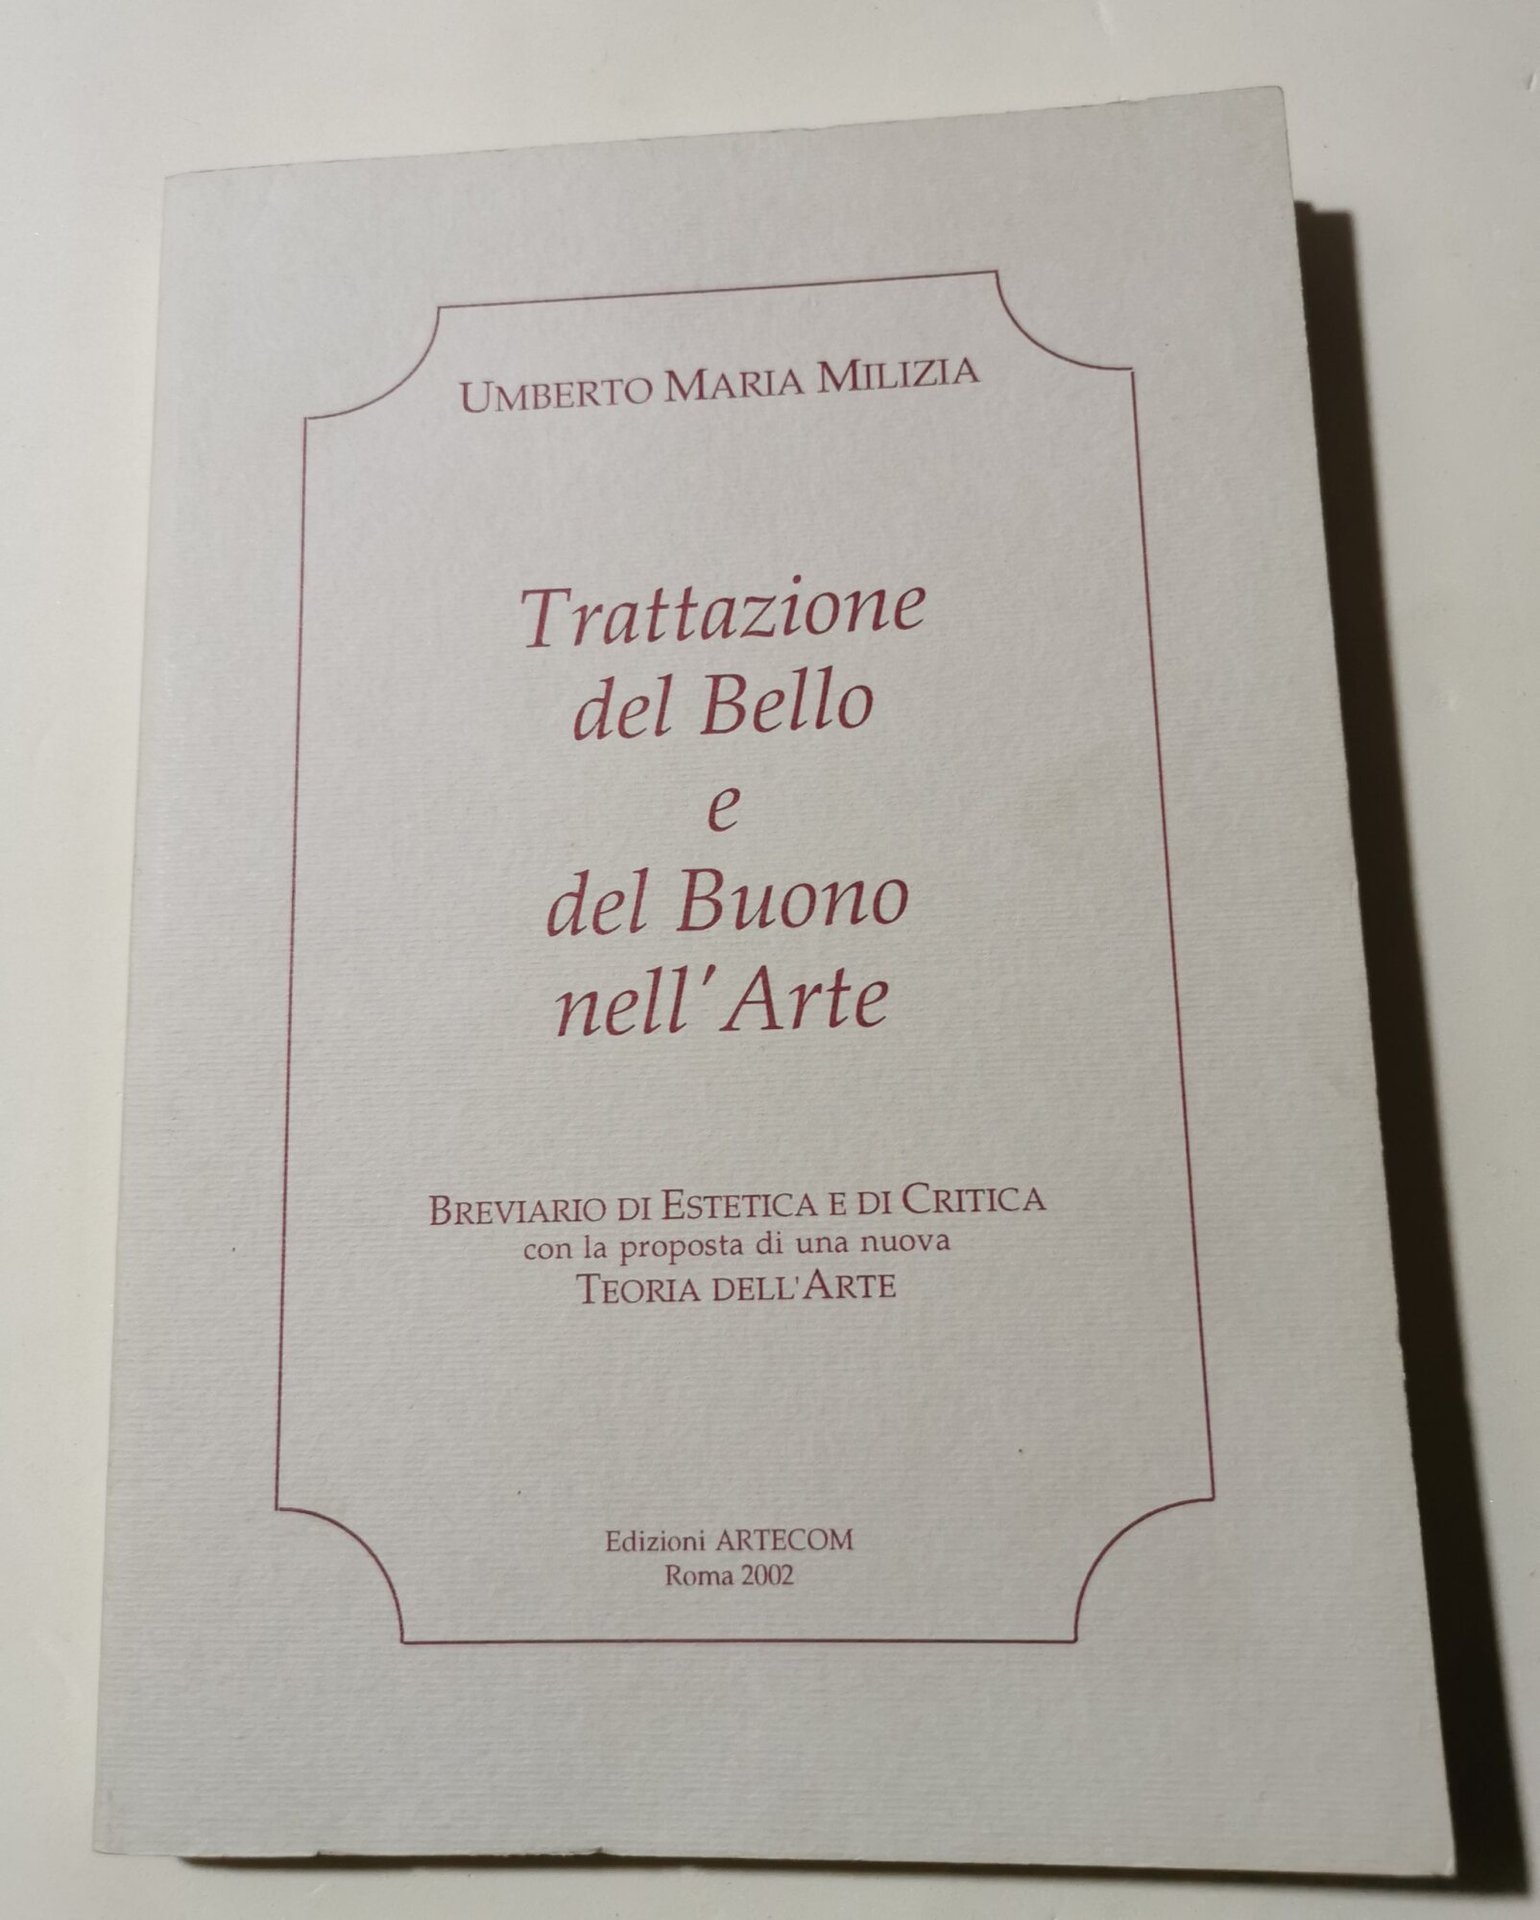 UMBERTO MARIA MILIZIA
Trattazione
del Bello
e
del Buono
nell'Arte
BREVIARIO DI ESTETICA E DI CRITICA
con la proposta di una nuova
TEORIA DELL'ARTE
Edizioni ARTECOM
Roma 2002